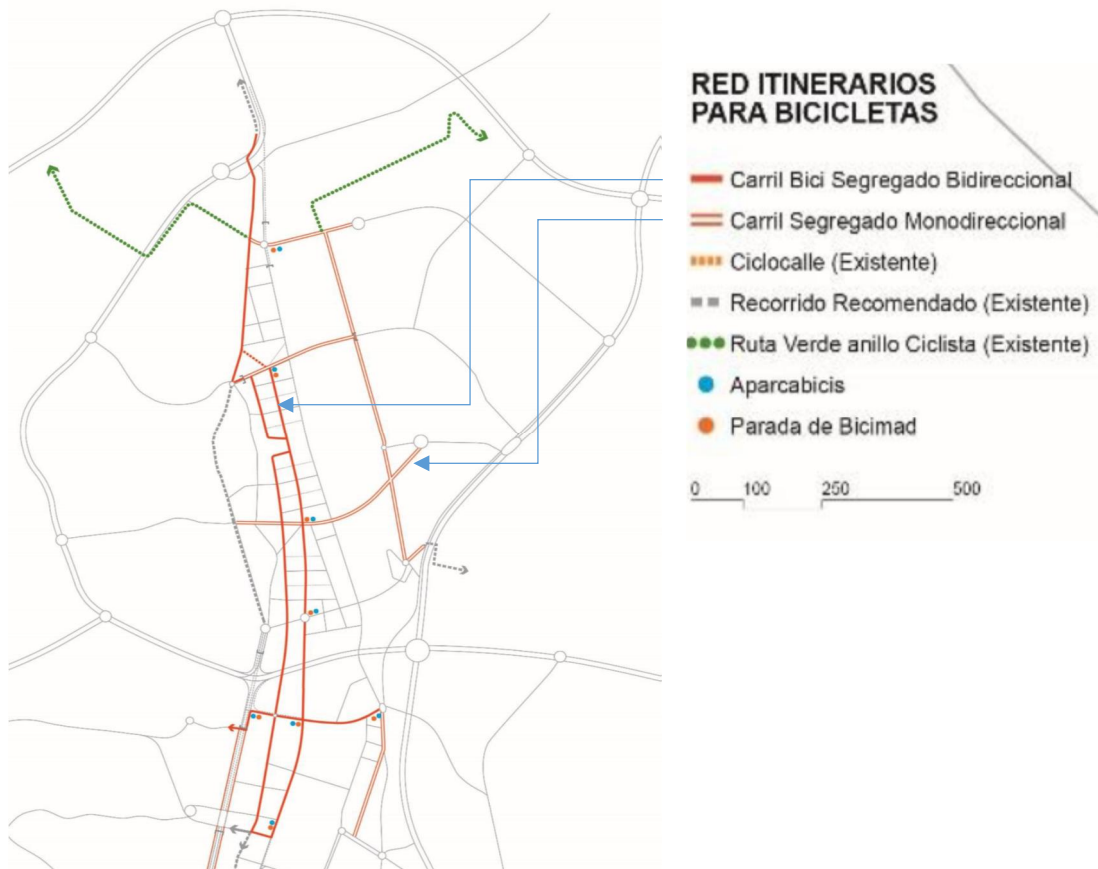 RED ITINERARIOS
PARA BICICLETAS
Carril Bici Segregado Bidireccional
Carril Segregado Monodireccional
Ciclocalle (Existente)
Recorrido Recomendado (Existente)
Ruta Verde anillo Ciclista (Existente)
Aparcabicis
Parada de Bicimad
0 100 250 500